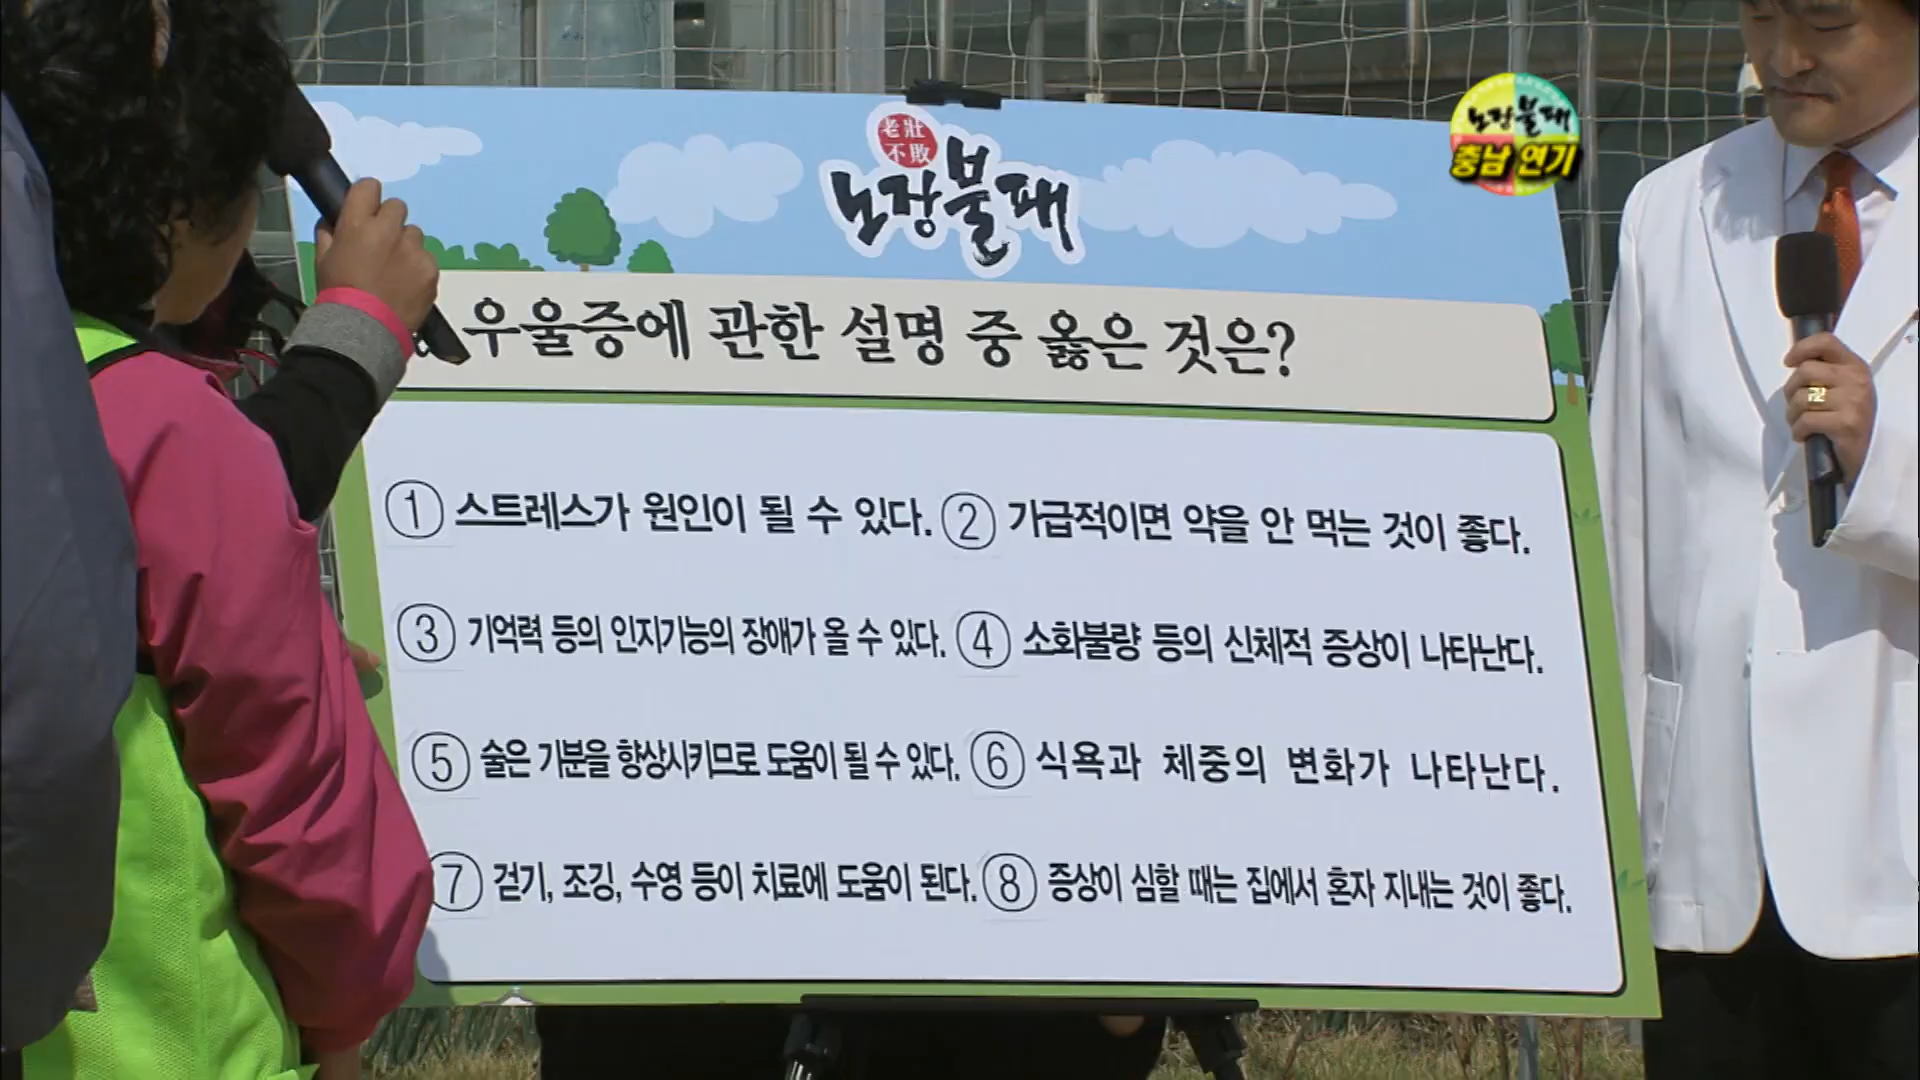 老壯
不敗
노장불패
노장불패
충남 연기
우울증에 관한 설명 중 옳은 것은?
① 스트레스가 원인이 될 수 있다.
② 가급적이면 약을 안 먹는 것이 좋다.
③ 기억력 등의 인지기능의 장애가 올 수 있다.
④ 소화불량 등의 신체적 증상이 나타난다.
⑤ 술은 기분을 향상시키므로 도움이 될 수 있다.
⑥ 식욕과 체중의 변화가 나타난다.
⑦ 걷기, 조깅, 수영 등이 치료에 도움이 된다.
⑧ 증상이 심할 때는 집에서 혼자 지내는 것이 좋다.